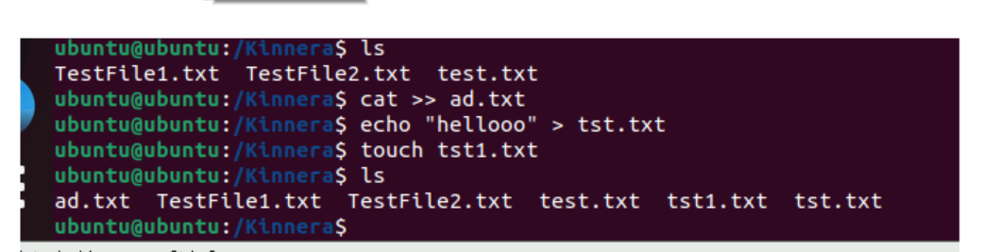 ubuntu@ubuntu:/Kinnera$ ls
TestFile1.txt  TestFile2.txt  test.txt
ubuntu@ubuntu:/Kinnera$ cat >> ad.txt
ubuntu@ubuntu:/Kinnera$ echo "hellooo" > tst.txt
ubuntu@ubuntu:/Kinnera$ touch tst1.txt
ubuntu@ubuntu:/Kinnera$ ls
ad.txt  TestFile1.txt  TestFile2.txt  test.txt  tst1.txt  tst.txt
ubuntu@ubuntu:/Kinnera$